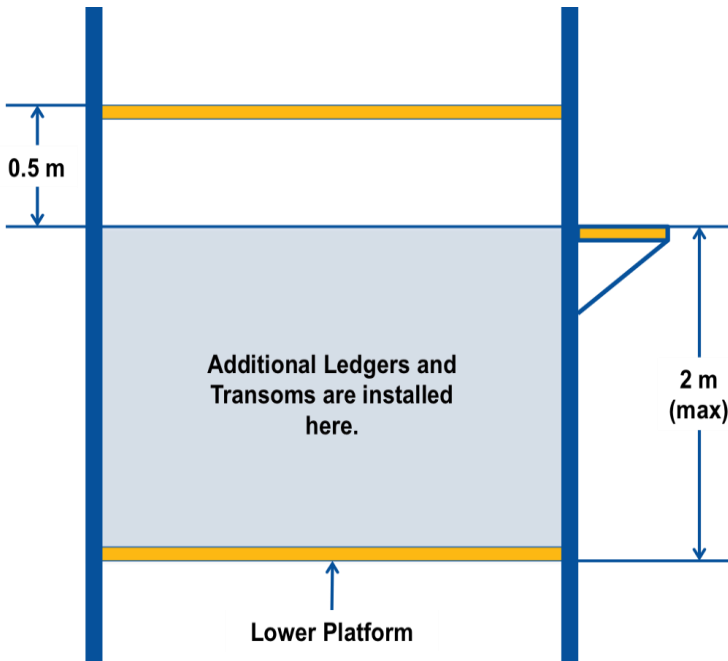 0.5 m
Additional Ledgers and
Transoms are installed
here.
2 m
(max)
Lower Platform